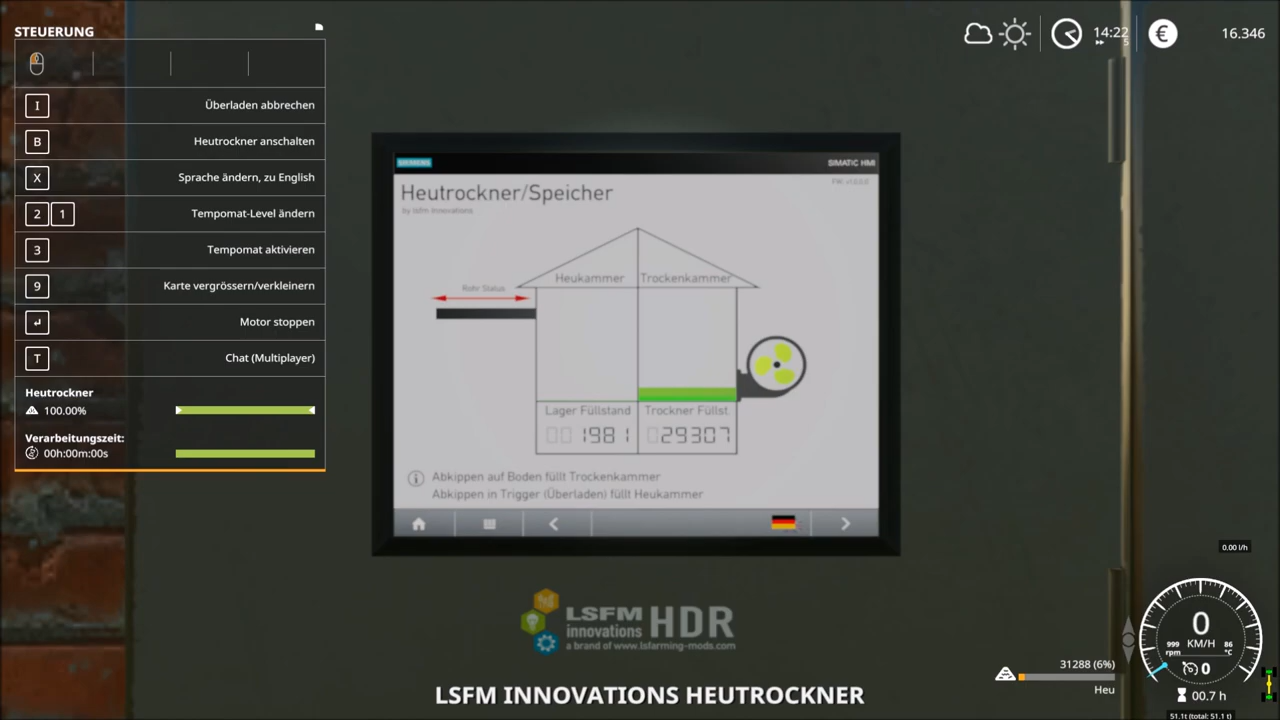 STEUERUNG
I Überladen abbrechen
B Heutrockner anschalten
X Sprache ändern, zu English
2 1 Tempomat-Level ändern
3 Tempomat aktivieren
9 Karte vergrössern/verkleinern
Motor stoppen
T Chat (Multiplayer)
Heutrockner
100.00%
Verarbeitungszeit:
00h:00m:00s
14:22
5
€
16.346
SIEMENS
SIMATIC HMI
Heutrockner/Speicher
by lsfm Innovations
Heukammer
Trockenkammer
Rohr Status
Lager Füllstand
Trockner Füllst.
1981
29307
Abkippen auf Boden füllt Trockenkammer
Abkippen in Trigger (Überladen) füllt Heukammer
LSFM
innovations
HDR
a brand of www.lsfarming-mods.com
LSFM INNOVATIONS HEUTROCKNER
31288 (6%)
Heu
0.00 l/h
0
KM/H
999
rpm
86
°C
0
00.7 h
51.1t (total: 51.1 t)